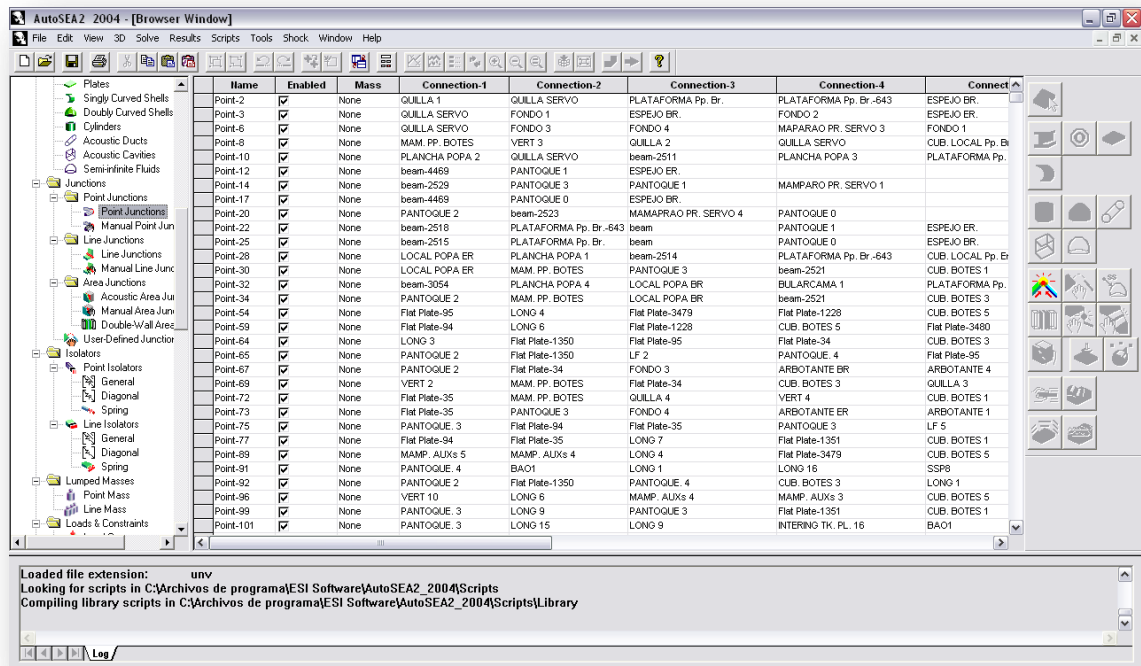 AutoSEA2 2004 - [Browser Window]
File Edit View 3D Solve Results Scripts Tools Shock Window Help
Plates
Singly Curved Shells
Doubly Curved Shells
Cylinders
Acoustic Ducts
Acoustic Cavities
Semi-infinite Fluids
Junctions
Point Junctions
Point Junctions
Manual Point Jun
Line Junctions
Line Junctions
Manual Line Junc
Area Junctions
Acoustic Area Jun
Manual Area Junc
Double-Wall Area
User-Defined Junction
Isolators
Point Isolators
General
Diagonal
Spring
Line Isolators
General
Diagonal
Spring
Lumped Masses
Point Mass
Line Mass
Loads & Constraints
Name Enabled Mass Connection-1 Connection-2 Connection-3 Connection-4 Connect
Point-2 None QUILLA 1 QUILLA SERVO PLATAFORMA Pp. Br. PLATAFORMA Pp. Br.-643 ESPEJO BR.
Point-3 None QUILLA SERVO FONDO 1 ESPEJO BR. FONDO 2 ESPEJO ER.
Point-6 None QUILLA SERVO FONDO 3 FONDO 4 MAPARAO PR. SERVO 3 FONDO 1
Point-8 None MAM. PP. BOTES VERT 3 QUILLA 2 QUILLA SERVO CUB. LOCAL Pp. Br
Point-10 None PLANCHA POPA 2 QUILLA SERVO beam-2511 PLANCHA POPA 3 PLATAFORMA Pp.
Point-12 None beam-4469 PANTOQUE 1 ESPEJO ER.
Point-14 None beam-2529 PANTOQUE 3 PANTOQUE 1 MAMPARO PR. SERVO 1
Point-17 None beam-4469 PANTOQUE 0 ESPEJO BR.
Point-20 None PANTOQUE 2 beam-2523 MAMAPRAO PR. SERVO 4 PANTOQUE 0
Point-22 None beam-2518 PLATAFORMA Pp. Br.-643 beam PANTOQUE 1 ESPEJO ER.
Point-25 None beam-2515 PLATAFORMA Pp. Br. beam PANTOQUE 0 ESPEJO BR.
Point-28 None LOCAL POPA ER PLANCHA POPA 1 beam-2514 PLATAFORMA Pp. Br.-643 CUB. LOCAL Pp. Er
Point-30 None LOCAL POPA ER MAM. PP. BOTES PANTOQUE 3 beam-2521 CUB. BOTES 1
Point-32 None beam-3054 PLANCHA POPA 4 LOCAL POPA BR BULARCAMA 1 PLATAFORMA Pp.
Point-34 None PANTOQUE 2 MAM. PP. BOTES LOCAL POPA BR beam-2521 CUB. BOTES 3
Point-54 None Flat Plate-95 LONG 4 Flat Plate-3479 Flat Plate-1228 CUB. BOTES 5
Point-59 None Flat Plate-94 LONG 6 Flat Plate-1228 CUB. BOTES 5 Flat Plate-3480
Point-64 None LONG 3 Flat Plate-1350 Flat Plate-95 Flat Plate-34 CUB. BOTES 3
Point-65 None PANTOQUE 2 Flat Plate-1350 LF 2 PANTOQUE. 4 Flat Plate-95
Point-67 None PANTOQUE 2 Flat Plate-34 FONDO 3 ARBOTANTE BR ARBOTANTE 4
Point-69 None VERT 2 MAM. PP. BOTES Flat Plate-34 CUB. BOTES 3 QUILLA 3
Point-72 None Flat Plate-35 MAM. PP. BOTES QUILLA 4 VERT 4 CUB. BOTES 1
Point-73 None Flat Plate-35 PANTOQUE 3 FONDO 4 ARBOTANTE ER ARBOTANTE 1
Point-75 None PANTOQUE. 3 Flat Plate-94 Flat Plate-35 PANTOQUE 3 LF 5
Point-77 None Flat Plate-94 Flat Plate-35 LONG 7 Flat Plate-1351 CUB. BOTES 1
Point-89 None MAMP. AUXs 5 MAMP. AUXs 4 LONG 4 Flat Plate-3479 CUB. BOTES 5
Point-91 None PANTOQUE. 4 BAO1 LONG 1 LONG 16 SSP8
Point-92 None PANTOQUE 2 Flat Plate-1350 PANTOQUE. 4 CUB. BOTES 3 LONG 1
Point-96 None VERT 10 LONG 6 MAMP. AUXs 4 MAMP. AUXs 3 CUB. BOTES 5
Point-99 None PANTOQUE. 3 LONG 9 PANTOQUE 3 Flat Plate-1351 CUB. BOTES 1
Point-101 None PANTOQUE. 3 LONG 15 LONG 9 INTERING TK. PL. 16 BAO1
Loaded file extension: unv
Looking for scripts in C:\Archivos de programa\ESI Software\AutoSEA2_2004\Scripts
Compiling library scripts in C:\Archivos de programa\ESI Software\AutoSEA2_2004\Scripts\Library
Log